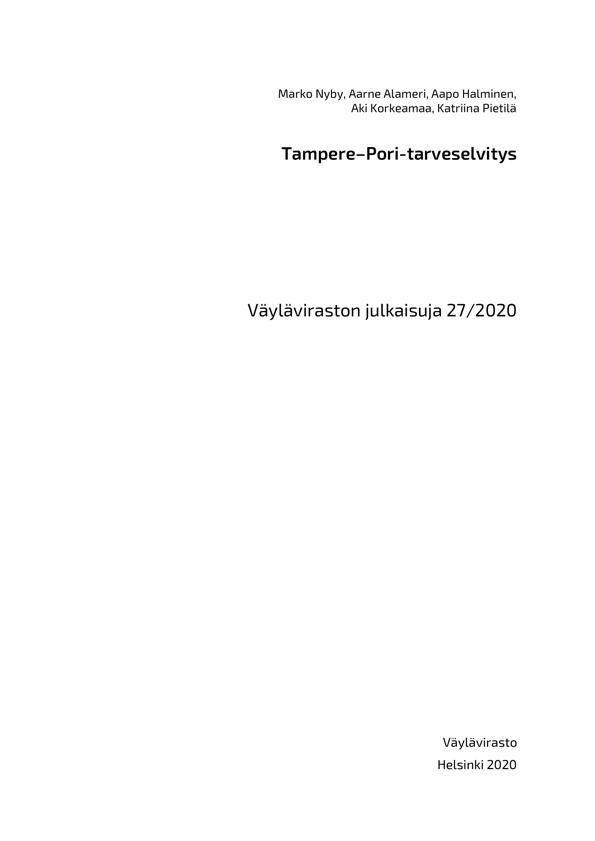 Marko Nyby, Aarne Alameri, Aapo Halminen,
Aki Korkeamaa, Katriina Pietilä
Tampere–Pori-tarveselvitys
Väyläviraston julkaisuja 27/2020
Väylävirasto
Helsinki 2020